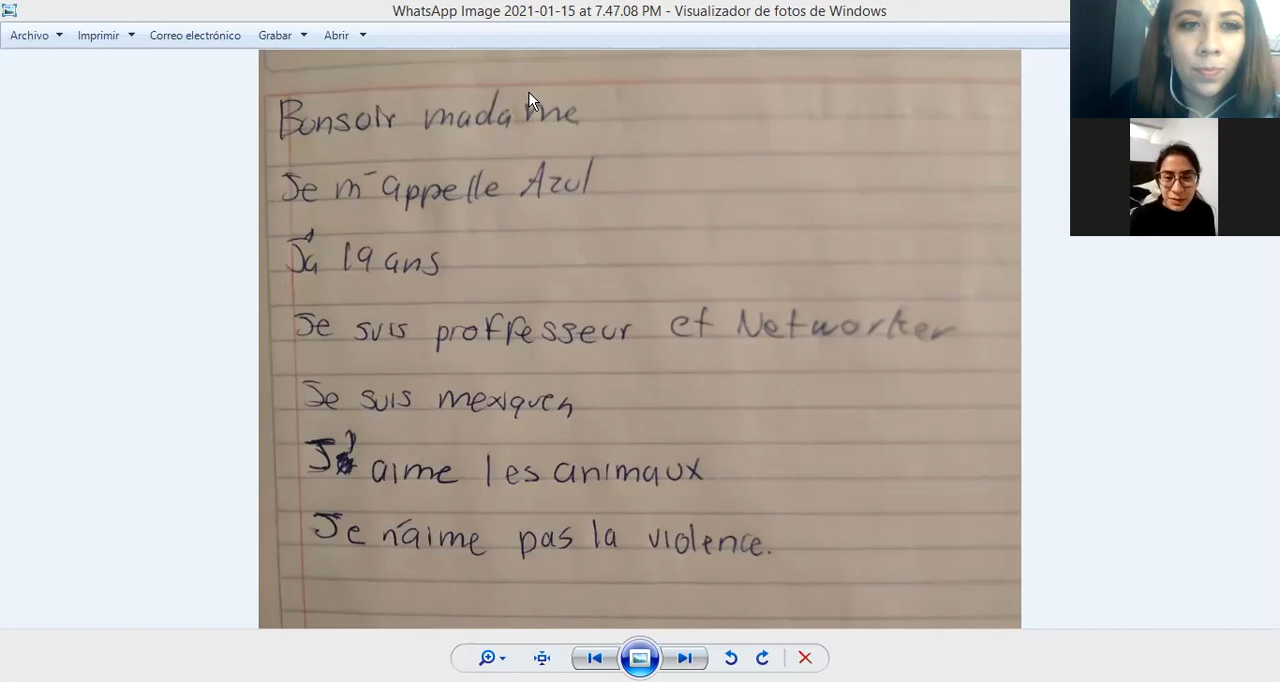 WhatsApp Image 2021-01-15 at 7.47.08 PM - Visualizador de fotos de Windows
Archivo Imprimir Correo electrónico Grabar Abrir
Bonsoir madame
Je m'appelle Azul
J'a 19 ans
Je suis proffesseur et Networker
Je suis mexiquen
J' aime les animaux
Je n'aime pas la violence.